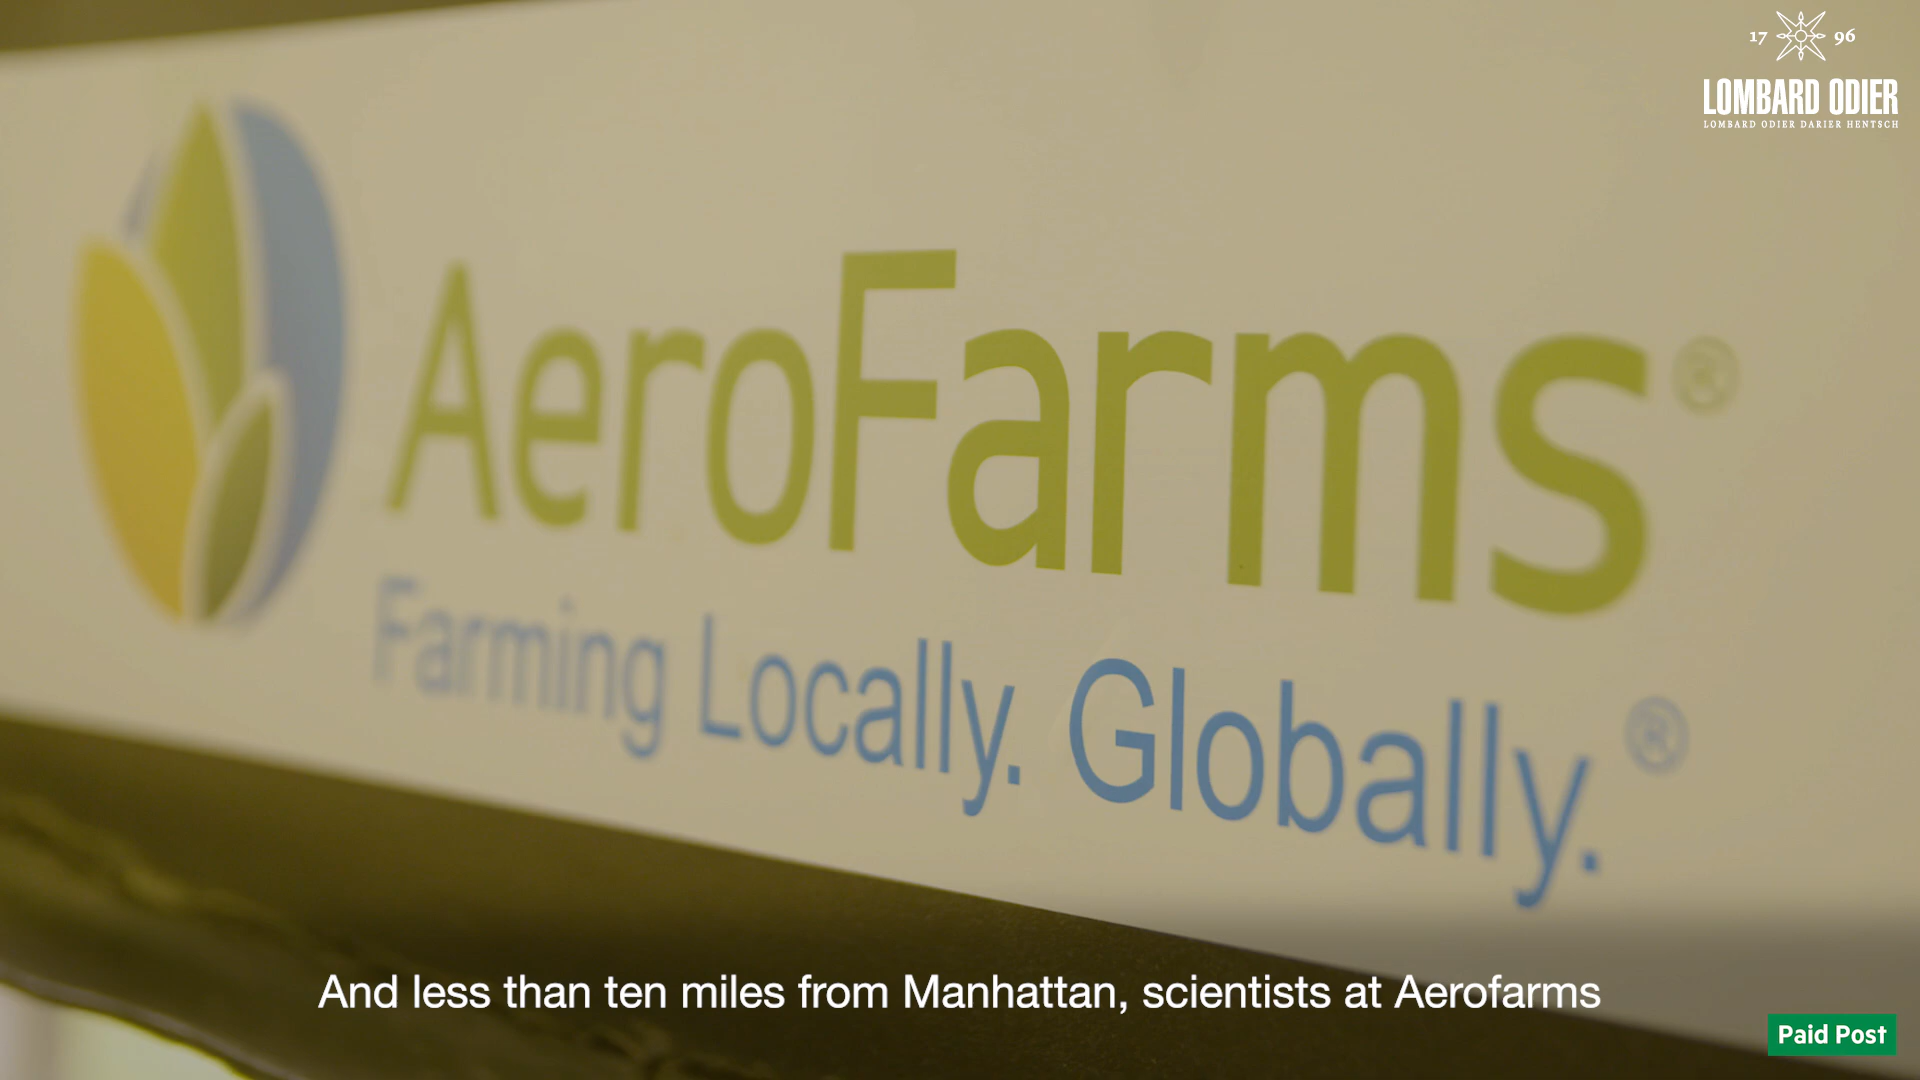 17 96
LOMBARD ODIER
LOMBARD ODIER DARIER HENTSCH
AeroFarms®
Farming Locally. Globally.®
And less than ten miles from Manhattan, scientists at Aerofarms
Paid Post